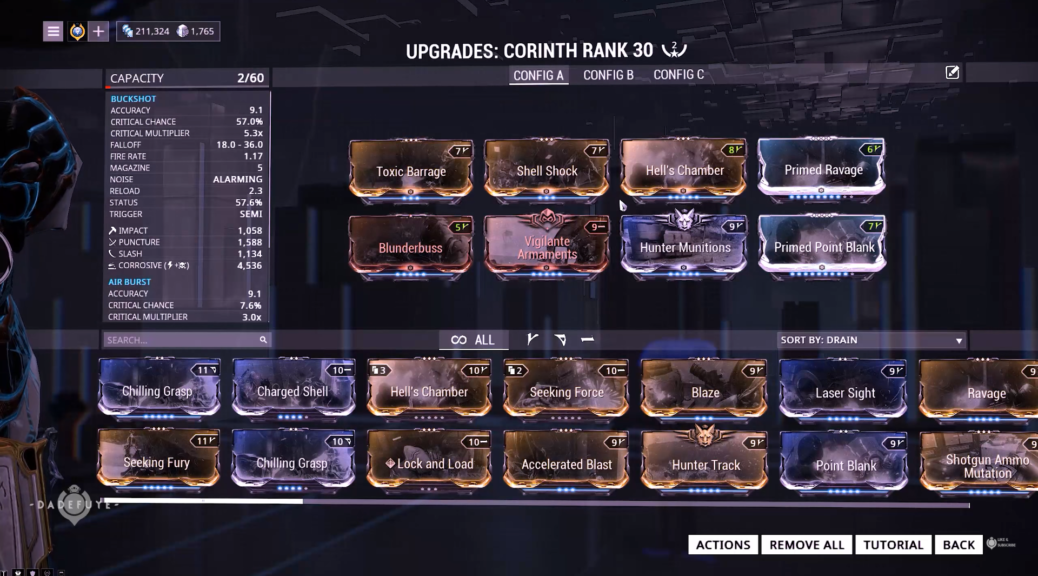 211,324 1,765
UPGRADES: CORINTH RANK 30 2
CONFIG A CONFIG B CONFIG C
CAPACITY 2/60
BUCKSHOT
ACCURACY 9.1
CRITICAL CHANCE 57.0%
CRITICAL MULTIPLIER 5.3x
FALLOFF 18.0 - 36.0
FIRE RATE 1.17
MAGAZINE 5
NOISE ALARMING
RELOAD 2.3
STATUS 57.6%
TRIGGER SEMI
IMPACT 1,058
PUNCTURE 1,588
SLASH 1,134
CORROSIVE ( + ) 4,536
AIR BURST
ACCURACY 9.1
CRITICAL CHANCE 7.6%
CRITICAL MULTIPLIER 3.0x
7 7 8 6
Toxic Barrage Shell Shock Hell's Chamber Primed Ravage
5 9 9 7
Blunderbuss Vigilante Armaments Hunter Munitions Primed Point Blank
SEARCH... ALL SORT BY: DRAIN
11 10 3 10 2 10 9 9 9
Chilling Grasp Charged Shell Hell's Chamber Seeking Force Blaze Laser Sight Ravage
11 10 10 9 9 9 9
Seeking Fury Chilling Grasp Lock and Load Accelerated Blast Hunter Track Point Blank Shotgun Ammo Mutation
-DADEFUYE-
ACTIONS REMOVE ALL TUTORIAL BACK